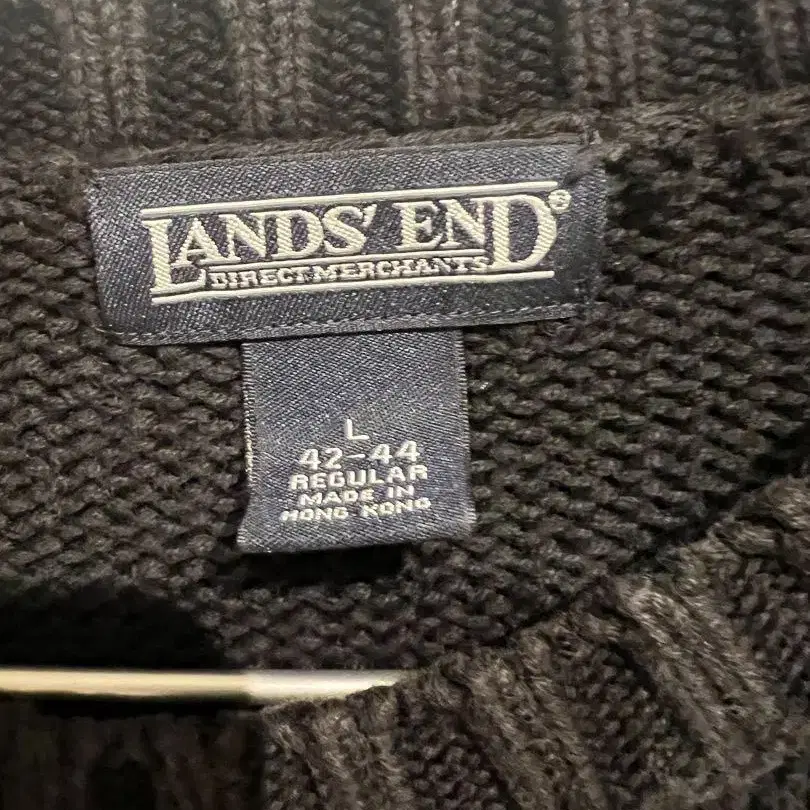 LANDS' END®
DIRECT MERCHANTS
L
42-44
REGULAR
MADE IN
HONG KONG